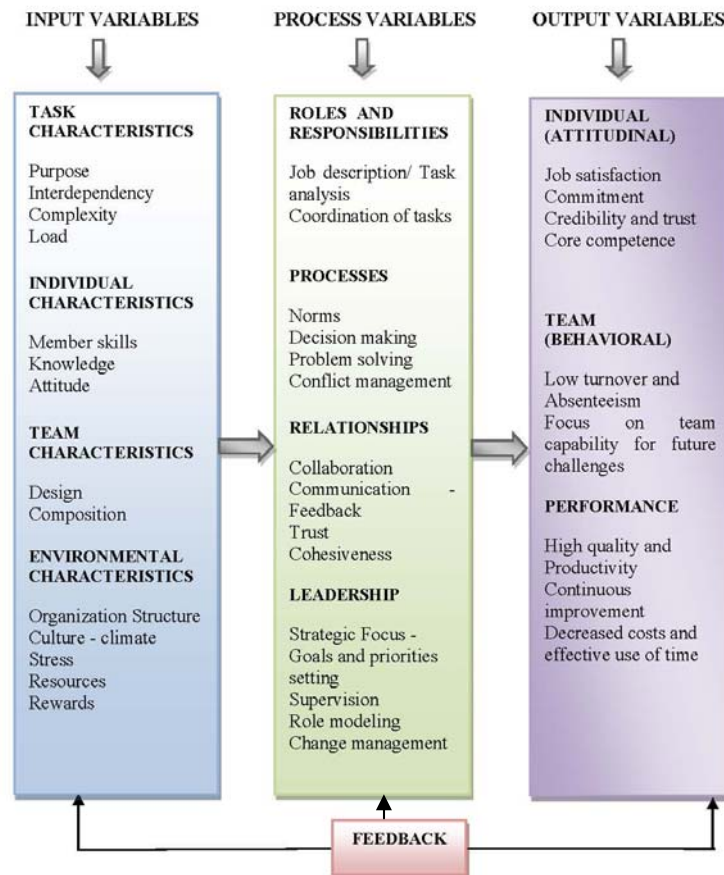 INPUT VARIABLES
TASK
CHARACTERISTICS
Purpose
Interdependency
Complexity
Load
INDIVIDUAL
CHARACTERISTICS
Member skills
Knowledge
Attitude
TEAM
CHARACTERISTICS
Design
Composition
ENVIRONMENTAL
CHARACTERISTICS
Organization Structure
Culture - climate
Stress
Resources
Rewards
PROCESS VARIABLES
ROLES AND
RESPONSIBILITIES
Job description/ Task
analysis
Coordination of tasks
PROCESSES
Norms
Decision making
Problem solving
Conflict management
RELATIONSHIPS
Collaboration
Communication -
Feedback
Trust
Cohesiveness
LEADERSHIP
Strategic Focus -
Goals and priorities
setting
Supervision
Role modeling
Change management
OUTPUT VARIABLES
INDIVIDUAL
(ATTITUDINAL)
Job satisfaction
Commitment
Credibility and trust
Core competence
TEAM
(BEHAVIORAL)
Low turnover and
Absenteeism
Focus on team
capability for future
challenges
PERFORMANCE
High quality and
Productivity
Continuous
improvement
Decreased costs and
effective use of time
FEEDBACK